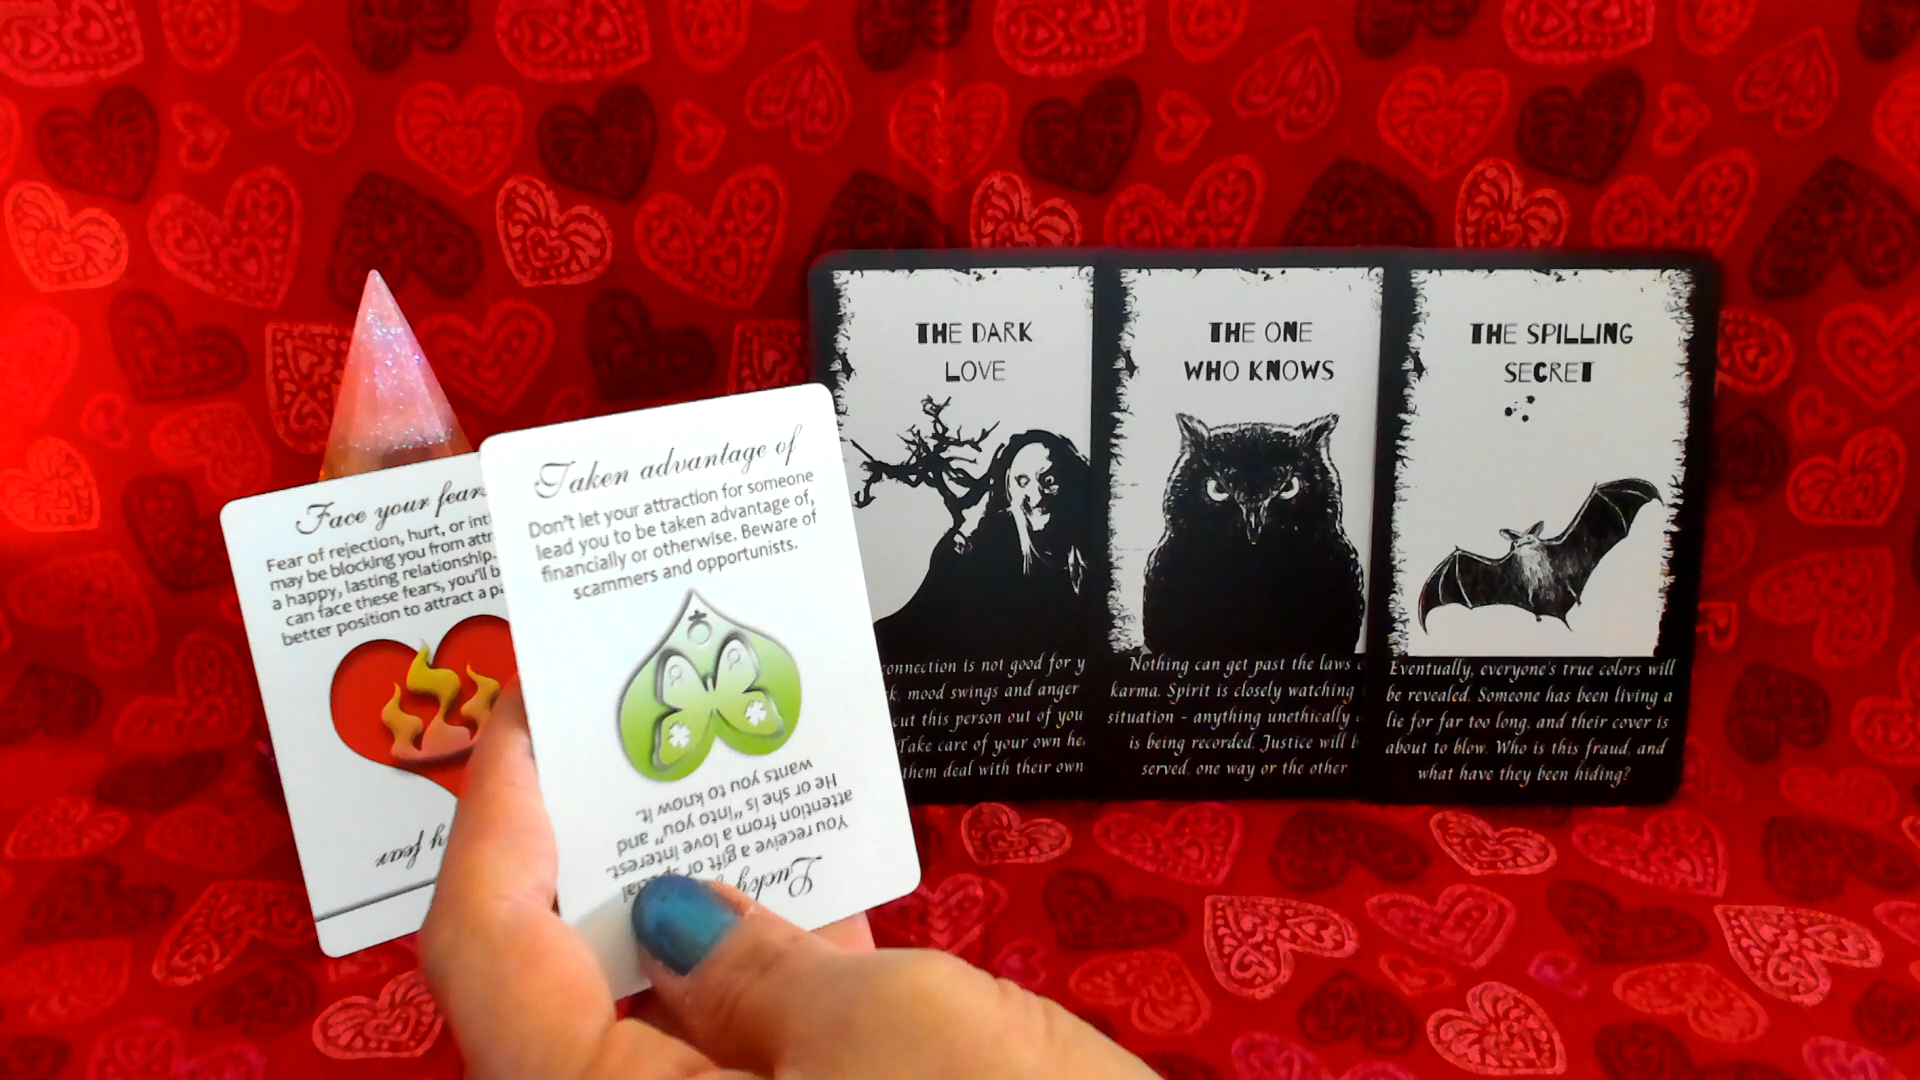 Face your fear
Fear of rejection, hurt, or
may be blocking you from
a happy, lasting relationship.
can face these fears, you'll
better position to attract a
fear
Taken advantage of
Don't let your attraction for someone
lead you to be taken advantage of,
financially or otherwise. Beware of
scammers and opportunists.
Lucky
You receive a gift or special
attention from a love interest.
He or she is "into you" and
wants you to know it.
THE DARK
LOVE
connection is not good for
mood swings and anger
cut this person out of you
Take care of your own
them deal with their own
THE ONE
WHO KNOWS
Nothing can get past the laws
karma. Spirit is closely watching
situation - anything unethically
is being recorded. Justice will
served, one way or the other
THE SPILLING
SECRET
Eventually, everyone's true colors will
be revealed. Someone has been living a
lie for far too long, and their cover is
about to blow. Who is this fraud, and
what have they been hiding?